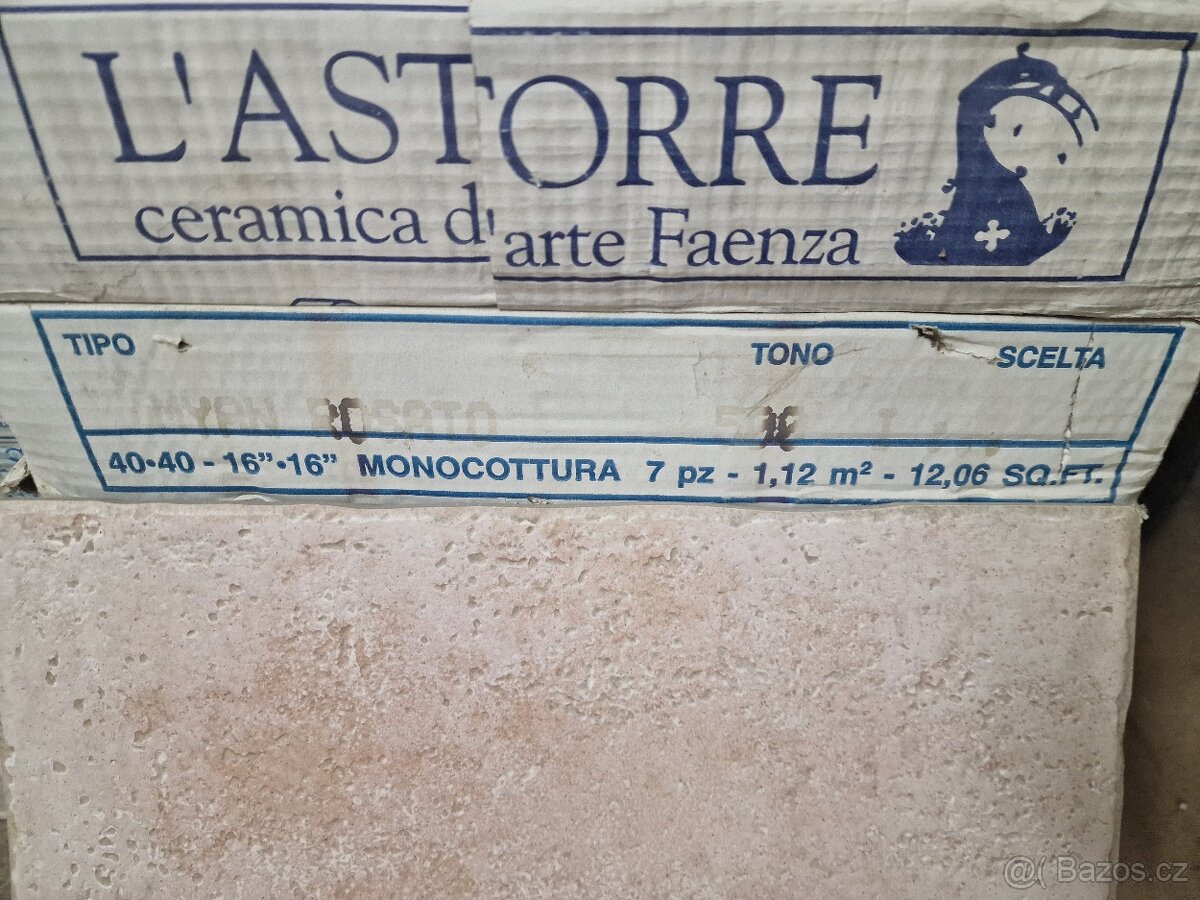 L'ASTORRE
ceramica d'arte Faenza
TIPO TONO SCELTA
ROSATO
40•40 - 16”•16” MONOCOTTURA 7 pz - 1,12 m² - 12,06 SQ.FT.
Bazos.cz